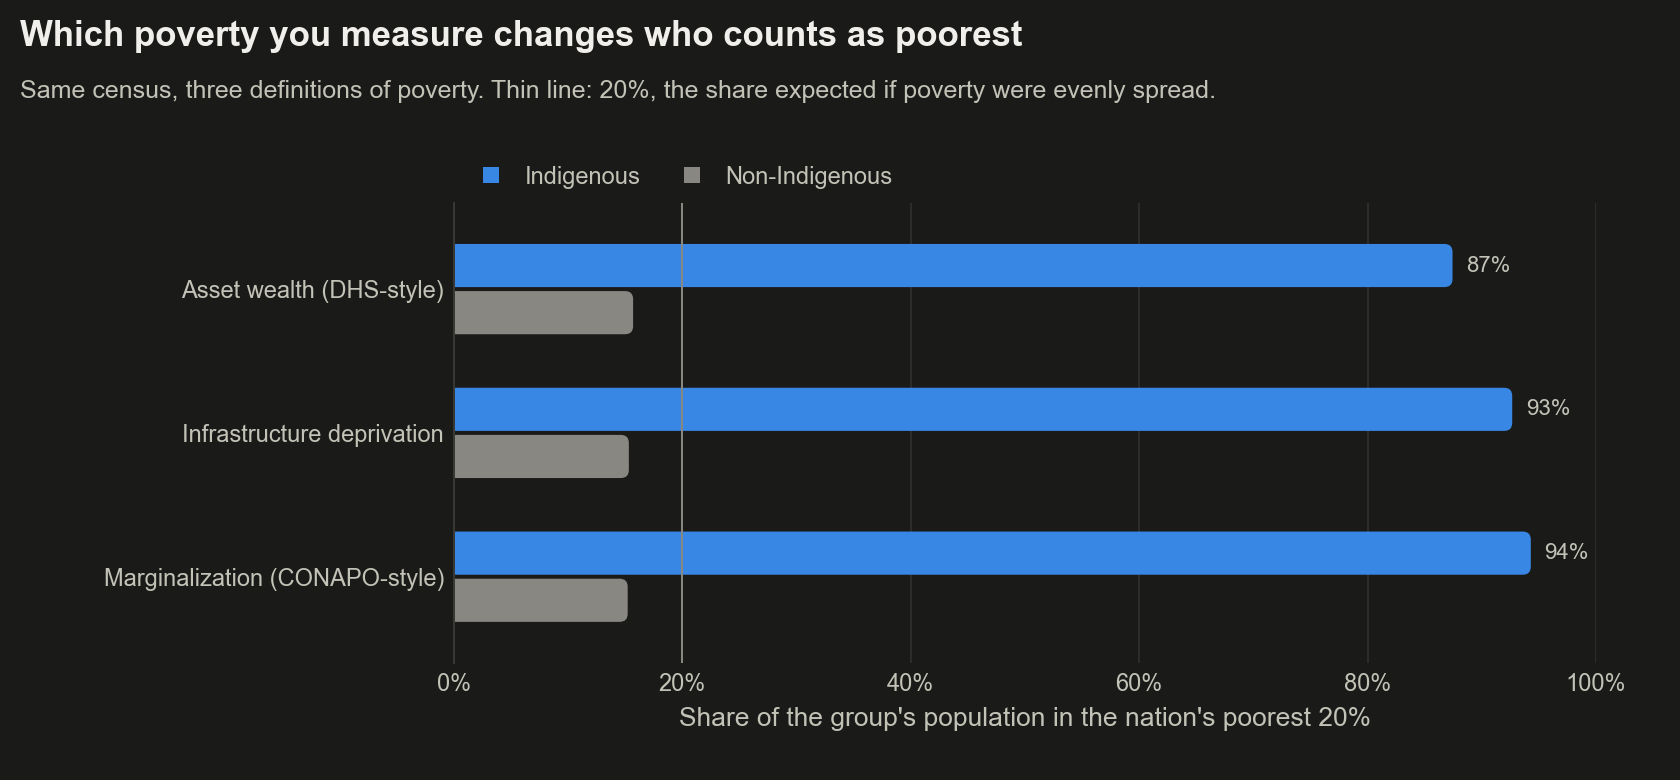 Which poverty you measure changes who counts as poorest
Same census, three definitions of poverty. Thin line: 20%, the share expected if poverty were evenly spread.
Indigenous
Non-Indigenous
Asset wealth (DHS-style)
87%
Infrastructure deprivation
93%
Marginalization (CONAPO-style)
94%
0% 20% 40% 60% 80% 100%
Share of the group's population in the nation's poorest 20%